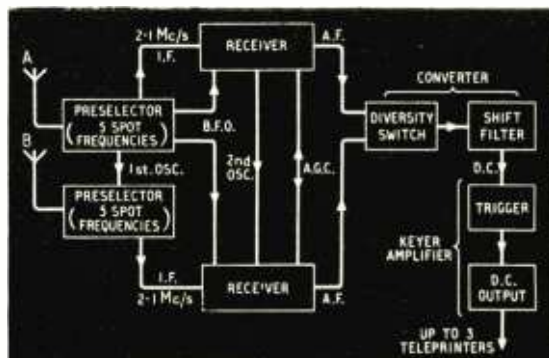 A
B
PRESELECTOR
( 5 SPOT
FREQUENCIES )
1st. OSC.
PRESELECTOR
( 5 SPOT
FREQUENCIES )
2·1 Mc/s
I.F.
RECEIVER
A.F.
B.F.O.
2nd
OSC.
A.G.C.
I.F.
2·1 Mc/s
RECEIVER
A.F.
CONVERTER
DIVERSITY
SWITCH
SHIFT
FILTER
D.C.
TRIGGER
KEYER
AMPLIFIER
D.C.
OUTPUT
UP TO 3
TELEPRINTERS